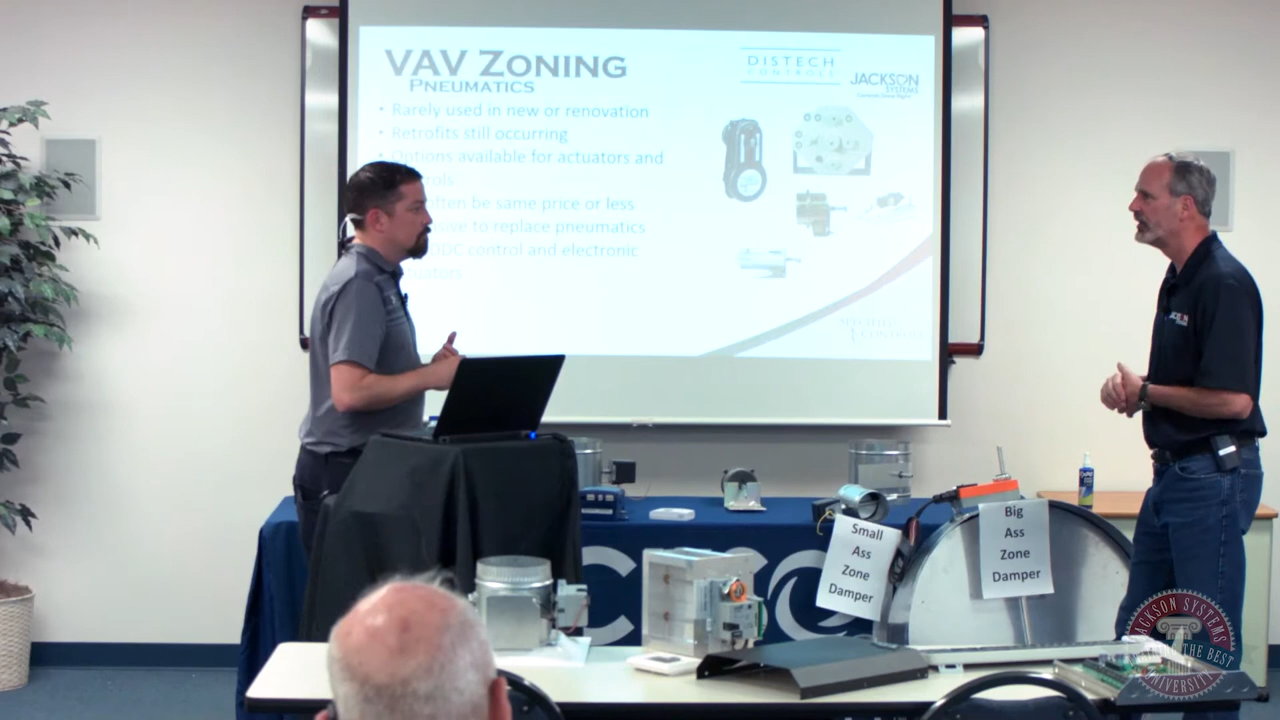 VAV ZONING
PNEUMATICS
DISTECH
CONTROLS
JACKSON
SYSTEMS
• Rarely used in new or renovation
• Retrofits still occurring
• Options available for actuators and
often be same price or less
to replace pneumatics
DDC control and electronic
Small
Ass
Zone
Damper
Big
Ass
Zone
Damper
JACKSON SYSTEMS
THE BEST
UNIVERSITY